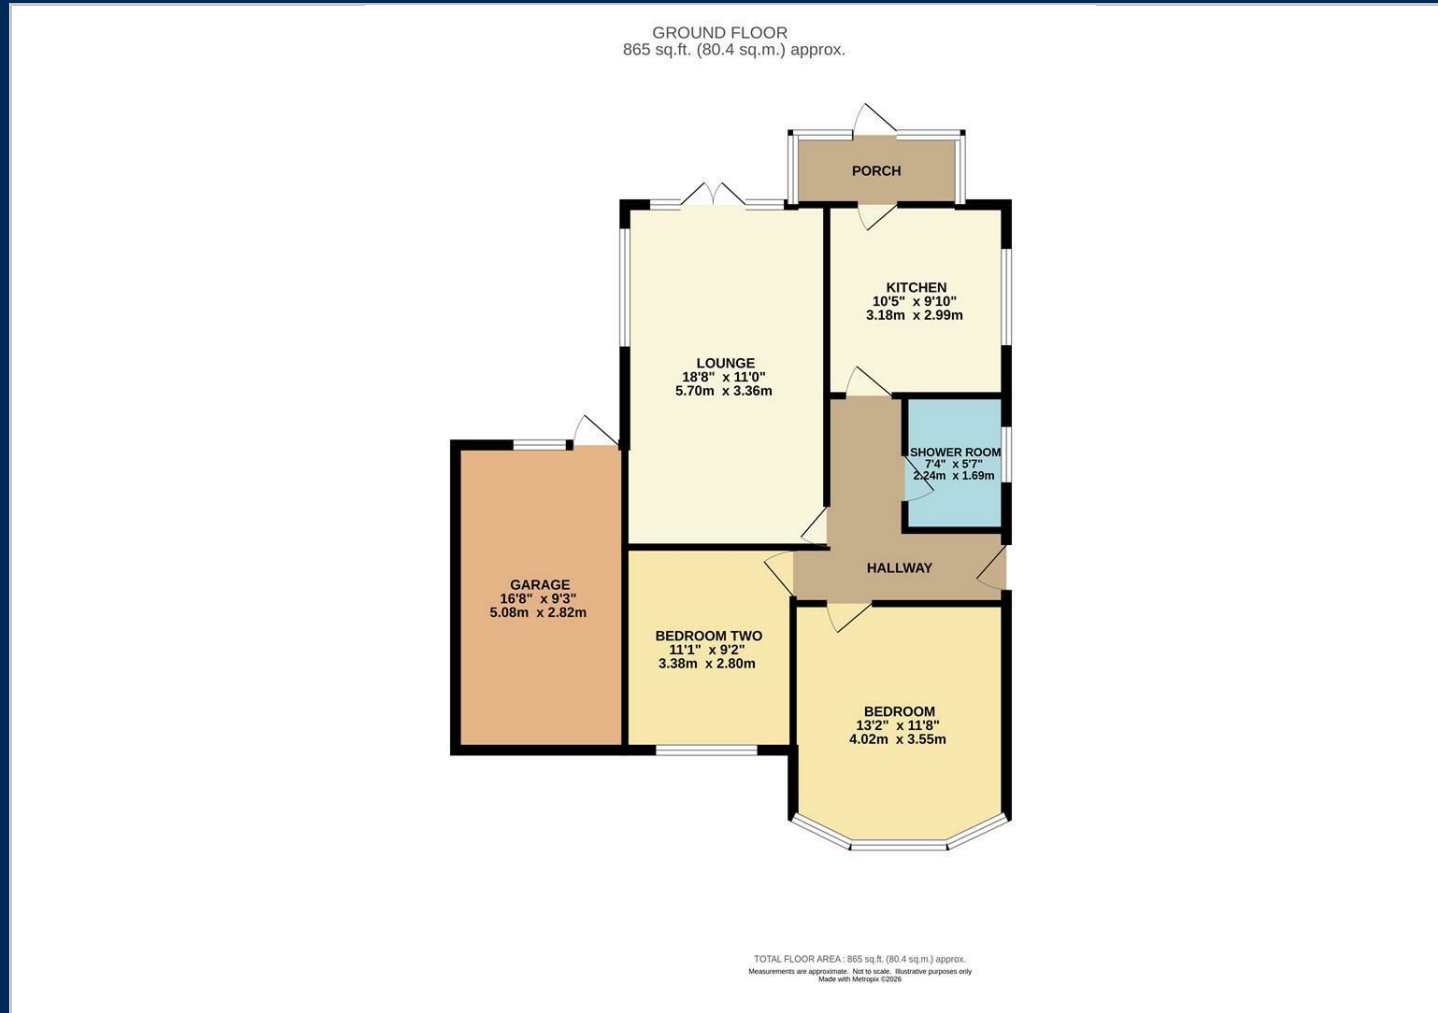 GROUND FLOOR
865 sq.ft. (80.4 sq.m.) approx.
PORCH
KITCHEN
10'5" x 9'10"
3.18m x 2.99m
LOUNGE
18'8" x 11'0"
5.70m x 3.36m
SHOWER ROOM
7'4" x 5'7"
2.24m x 1.69m
HALLWAY
GARAGE
16'8" x 9'3"
5.08m x 2.82m
BEDROOM TWO
11'1" x 9'2"
3.38m x 2.80m
BEDROOM
13'2" x 11'8"
4.02m x 3.55m
TOTAL FLOOR AREA : 865 sq.ft. (80.4 sq.m.) approx.
Measurements are approximate. Not to scale. Illustrative purposes only
Made with Metropix ©2026